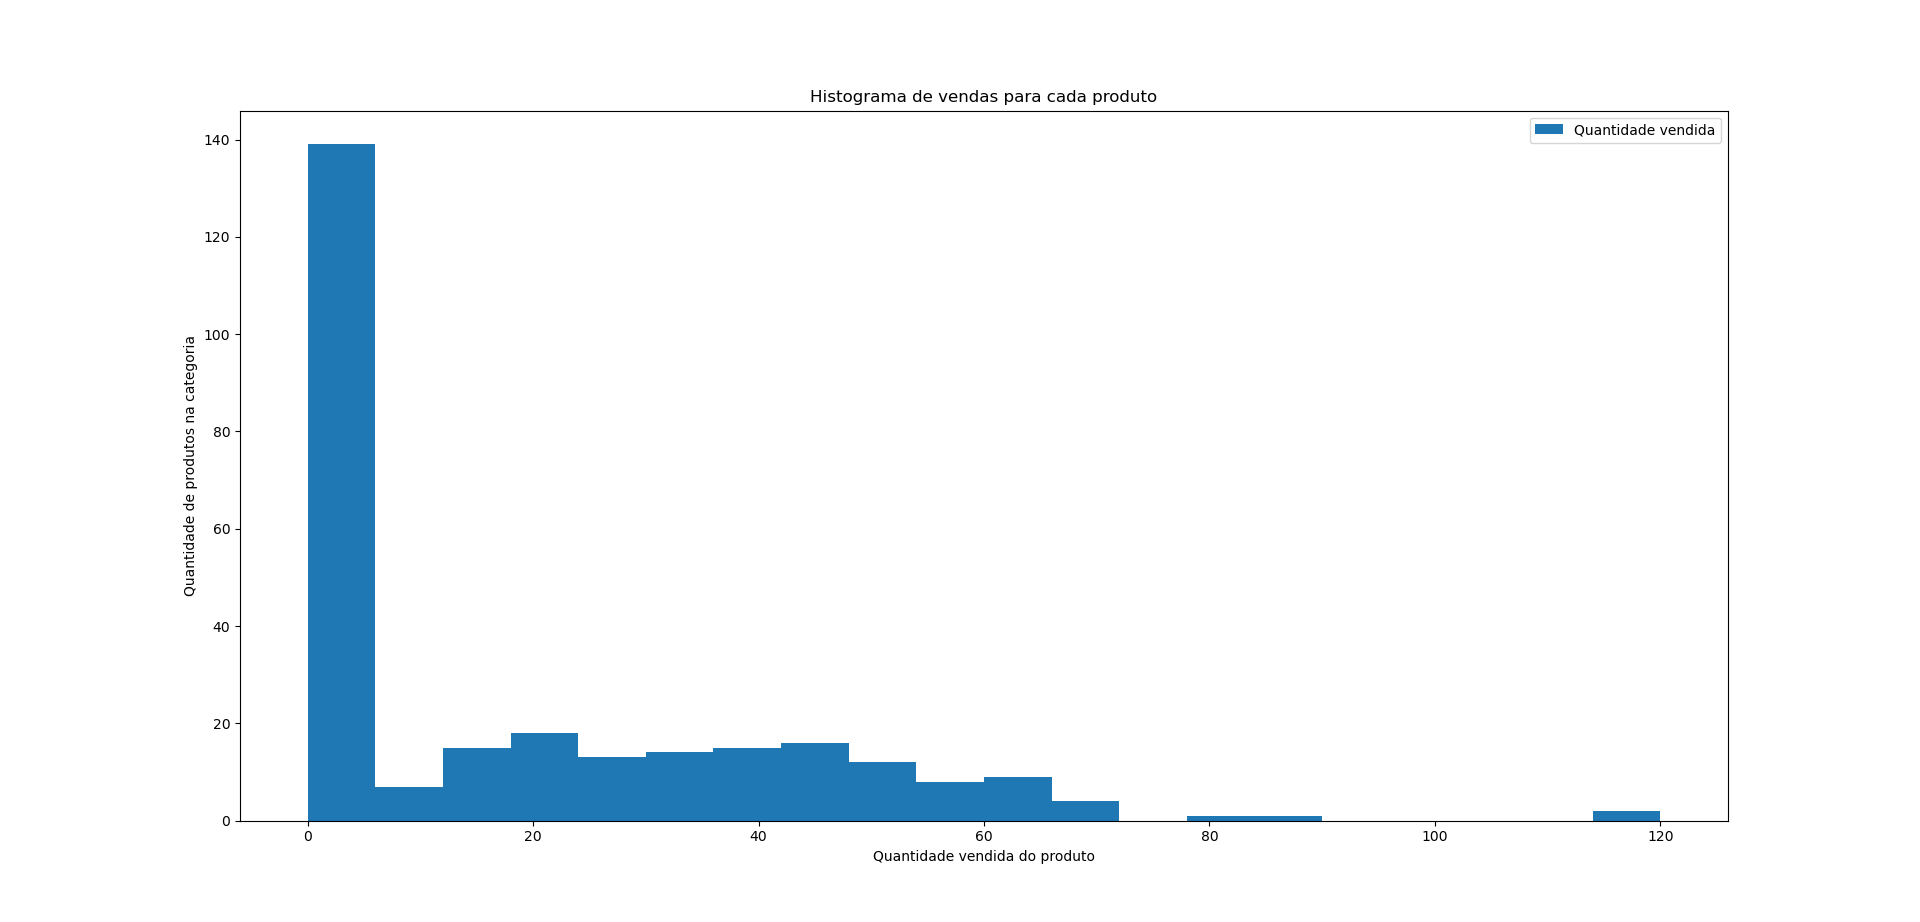 Histograma de vendas para cada produto
Quantidade vendida
140
120
100
80
60
40
20
0
Quantidade de produtos na categoria
0 20 40 60 80 100 120
Quantidade vendida do produto